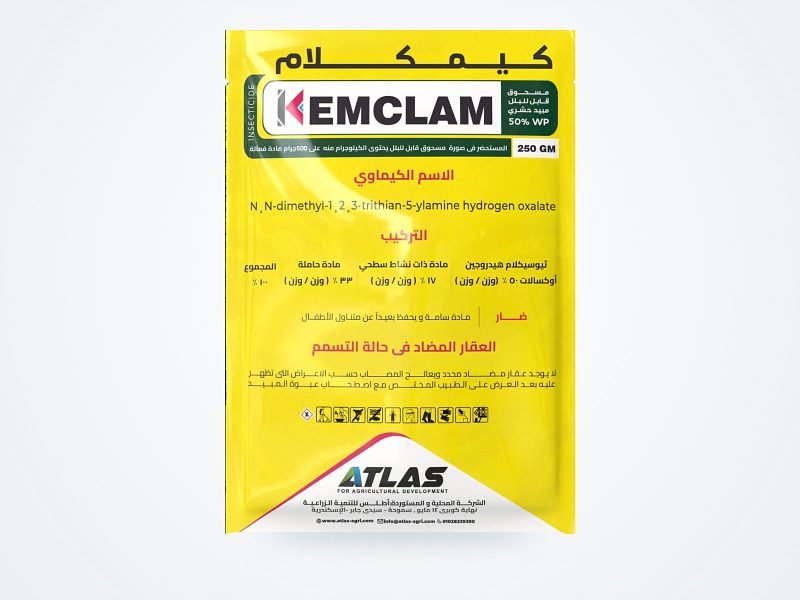 كيمكلام
INSECTICIDE
KEMCLAM
مسحوق
قابل للبلل
مبيد حشري
50% WP
المستحضر فى صورة مسحوق قابل للبلل يحتوى الكيلوجرام منه على 500جرام مادة فعالة
250 GM
الاسم الكيماوي
N¸N-dimethyl-1¸2¸3-trithian-5-ylamine hydrogen oxalate
التركيب
ثيوسيكلام هيدروجين مادة ذات نشاط سطحي مادة حاملة المجموع
أوكسالات ٥٠ ٪ (وزن / وزن) ١٧ ٪ ( وزن / وزن ) ٣٣ ٪ ( وزن / وزن ) ١٠٠ ٪
ضار مادة سامة و يحفظ بعيداً عن متناول الأطفال
العقار المضاد فى حالة التسمم
لا يوجد عقار مضاد محدد ويعالج المصاب حسب الاعراض التى تظهر
عليه بعد العرض على الطبيب المختص مع اصطحاب عبوة المبيد
X
ATLAS
FOR AGRICULTURAL DEVELOPMENT
الشركة المحلية و المستوردة: أطلس للتنمية الزراعية
نهاية كوبرى ١٤ مايو , سموحة - سيدى جابر -الإسكندرية
www.atlas-agri.com info@atlas-agri.com 01028239390